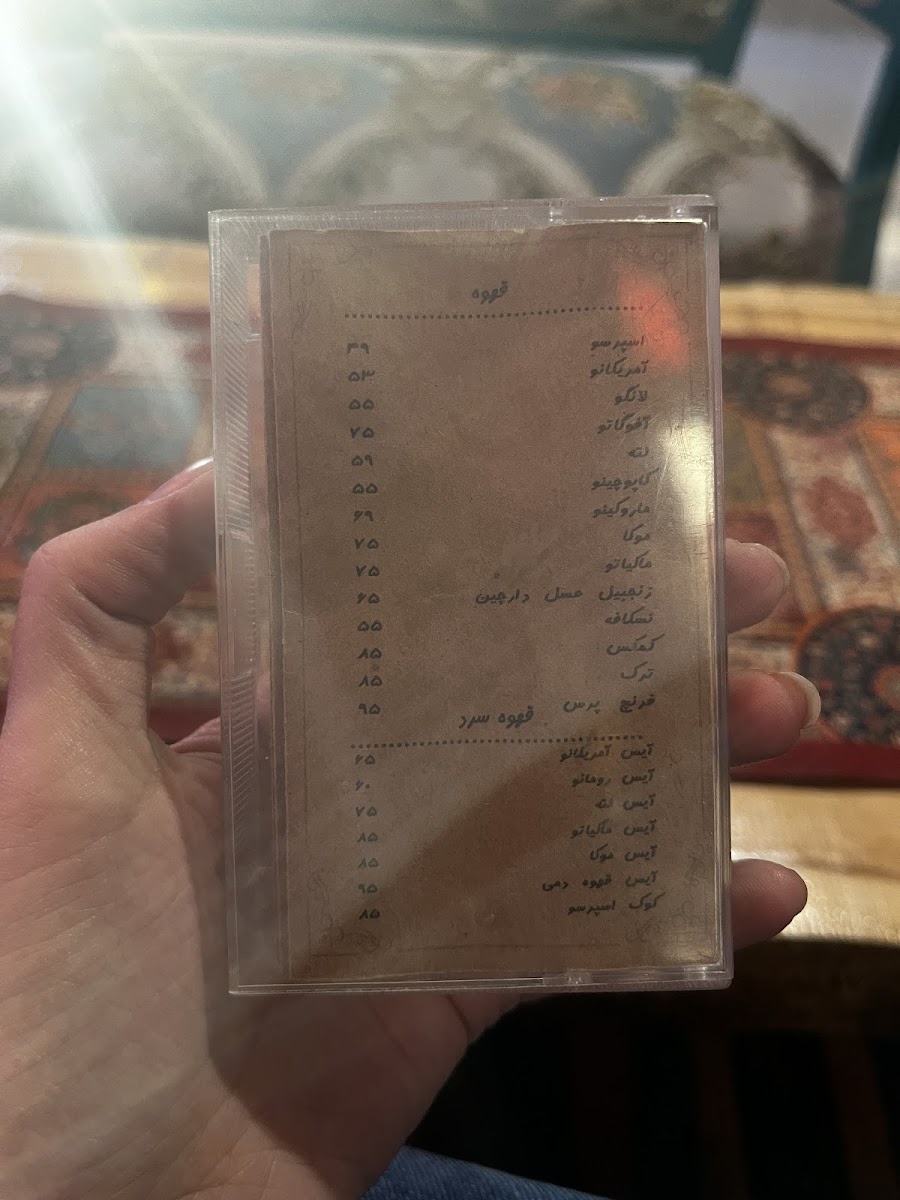 قهوه
اسپرسو ۴۹
آمریکانو ۵۳
لانگو ۵۵
آفوگاتو ۷۵
لته ۵۹
کاپوچینو ۵۵
ماروکینو ۶۹
موکا ۷۵
ماکیاتو ۷۵
زنجبیل عسل دارچین ۶۵
نسکافه ۵۵
کمکس ۸۵
ترک ۸۵
فرنچ پرس ۹۵
قهوه سرد
آیس آمریکانو ۶۵
آیس رومانو ۶۰
آیس لته ۷۵
آیس ماکیاتو ۸۵
آیس موکا ۸۵
آیس قهوه دمی ۹۵
کوک اسپرسو ۸۵